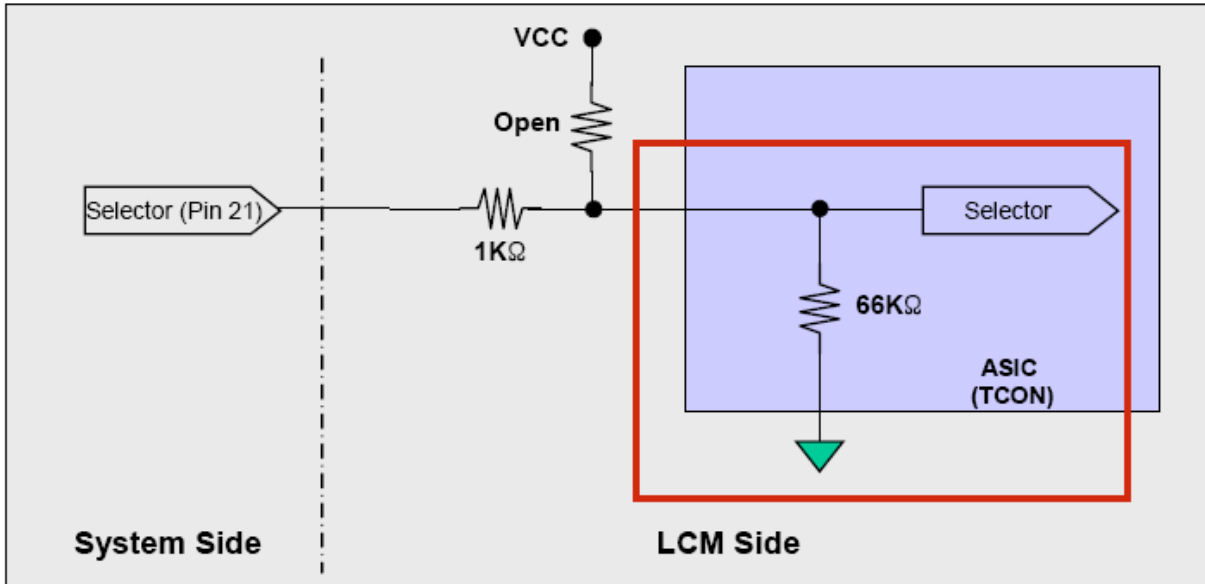 VCC
Open
Selector (Pin 21)
1KΩ
Selector
66KΩ
ASIC
(TCON)
System Side
LCM Side